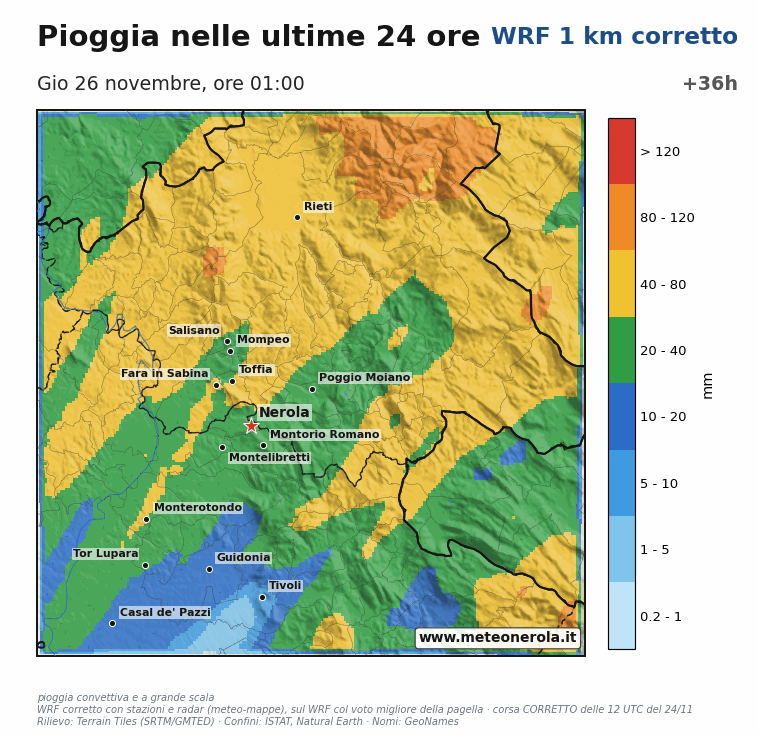 Pioggia nelle ultime 24 ore WRF 1 km corretto
Gio 26 novembre, ore 01:00 +36h
> 120
80 - 120
40 - 80
20 - 40
10 - 20
5 - 10
1 - 5
0.2 - 1
mm
Rieti
Salisano
Mompeo
Fara in Sabina
Toffia
Poggio Moiano
Nerola
Montorio Romano
Montelibretti
Monterotondo
Tor Lupara
Guidonia
Tivoli
Casal de' Pazzi
www.meteonerola.it
pioggia convettiva e a grande scala
WRF corretto con stazioni e radar (meteo-mappe), sul WRF col voto migliore della pagella · corsa CORRETTO delle 12 UTC del 24/11
Rilievo: Terrain Tiles (SRTM/GMTED) · Confini: ISTAT, Natural Earth · Nomi: GeoNames